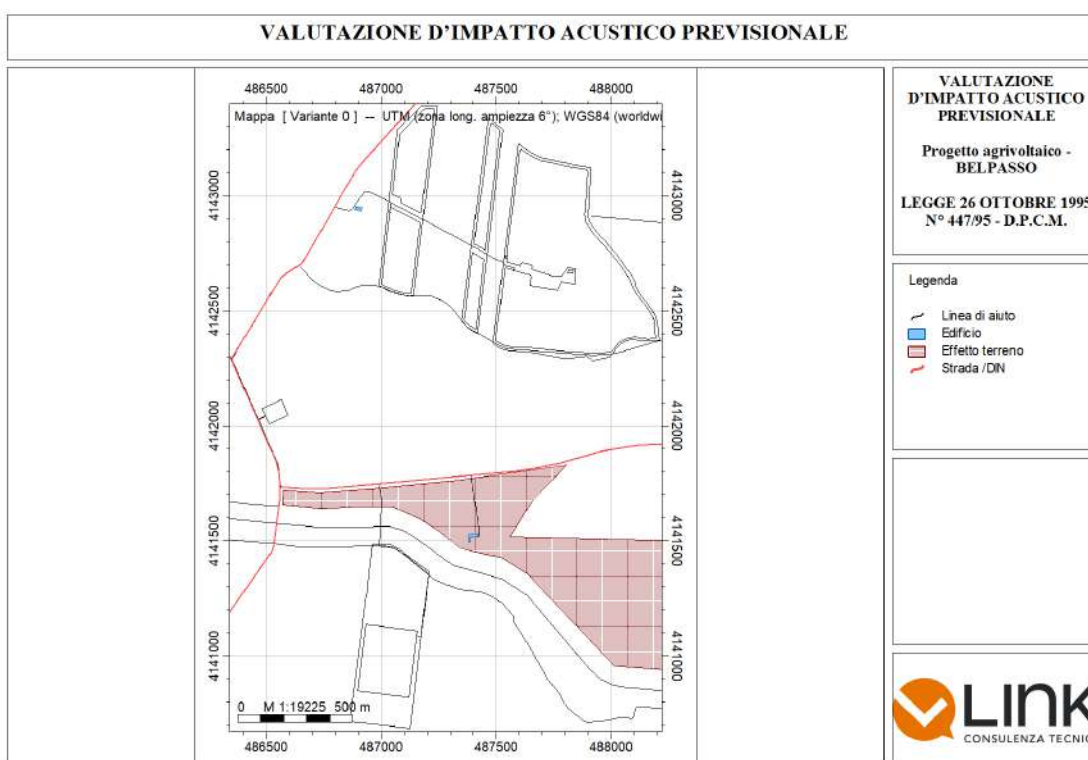 VALUTAZIONE D'IMPATTO ACUSTICO PREVISIONALE
486500 487000 487500 488000
Mappa [ Variante 0 ] -- UTM (zona long. ampiezza 6°); WGS84 (worldwi
4143000 4143000
4142500 4142500
4142000 4142000
4141500 4141500
4141000 4141000
0 M 1:19225 500 m
486500 487000 487500 488000
VALUTAZIONE
D'IMPATTO ACUSTICO
PREVISIONALE
Progetto agrivoltaico -
BELPASSO
LEGGE 26 OTTOBRE 1995
N° 447/95 - D.P.C.M.
Legenda
Linea di aiuto
Edificio
Effetto terreno
Strada /DIN
LINK
CONSULENZA TECNIC